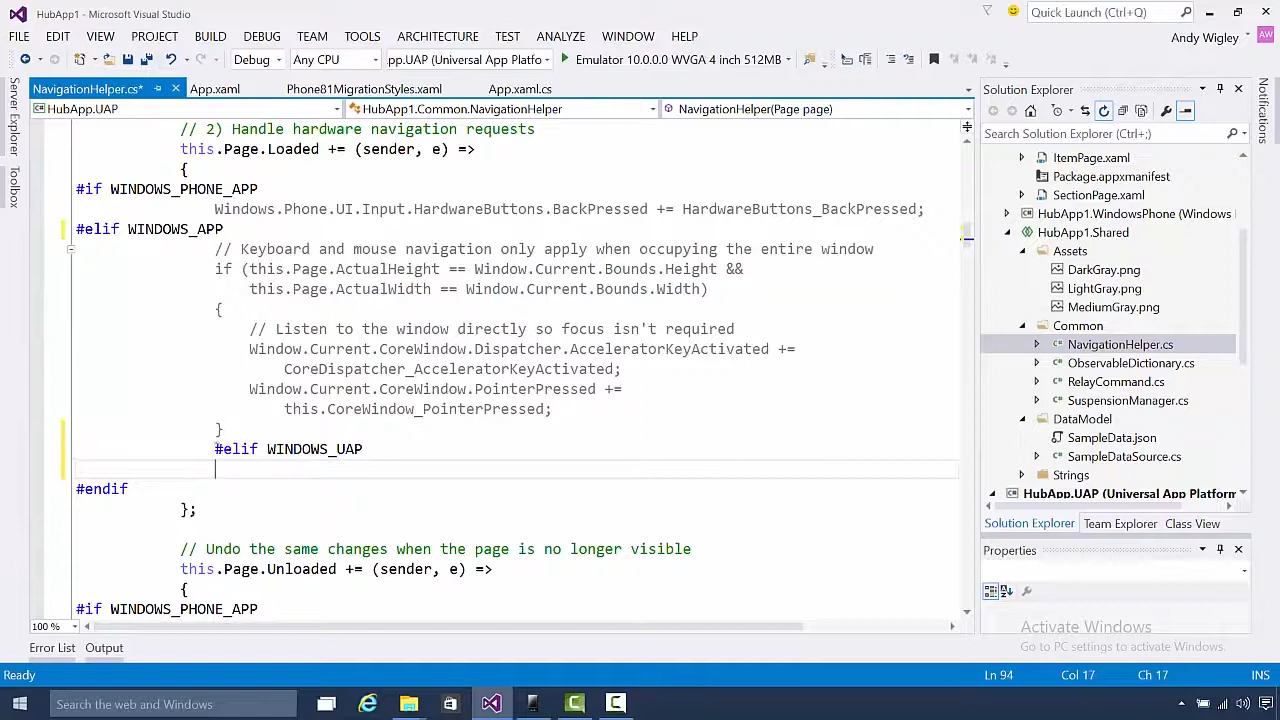 HubApp1 - Microsoft Visual Studio
Quick Launch (Ctrl+Q)
FILE EDIT VIEW PROJECT BUILD DEBUG TEAM TOOLS ARCHITECTURE TEST ANALYZE WINDOW HELP
Andy Wigley AW
Debug Any CPU pp.UAP (Universal App Platfo Emulator 10.0.0.0 WVGA 4 inch 512MB
Server Explorer
Toolbox
Notifications
NavigationHelper.cs* App.xaml Phone81MigrationStyles.xaml App.xaml.cs
HubApp.UAP HubApp1.Common.NavigationHelper NavigationHelper(Page page)
// 2) Handle hardware navigation requests
this.Page.Loaded += (sender, e) =>
{
#if WINDOWS_PHONE_APP
Windows.Phone.UI.Input.HardwareButtons.BackPressed += HardwareButtons_BackPressed;
#elif WINDOWS_APP
// Keyboard and mouse navigation only apply when occupying the entire window
if (this.Page.ActualHeight == Window.Current.Bounds.Height &&
this.Page.ActualWidth == Window.Current.Bounds.Width)
{
// Listen to the window directly so focus isn't required
Window.Current.CoreWindow.Dispatcher.AcceleratorKeyActivated +=
CoreDispatcher_AcceleratorKeyActivated;
Window.Current.CoreWindow.PointerPressed +=
this.CoreWindow_PointerPressed;
}
#elif WINDOWS_UAP
#endif
};
// Undo the same changes when the page is no longer visible
this.Page.Unloaded += (sender, e) =>
{
#if WINDOWS_PHONE_APP
100 %
Solution Explorer
Search Solution Explorer (Ctrl+;)
ItemPage.xaml
Package.appxmanifest
SectionPage.xaml
HubApp1.WindowsPhone (Windows
HubApp1.Shared
Assets
DarkGray.png
LightGray.png
MediumGray.png
Common
NavigationHelper.cs
ObservableDictionary.cs
RelayCommand.cs
SuspensionManager.cs
DataModel
SampleData.json
SampleDataSource.cs
Strings
HubApp.UAP (Universal App Platform
Solution Explorer Team Explorer Class View
Properties
Activate Windows
Go to PC settings to activate Windows.
Error List Output
Ready Ln 94 Col 17 Ch 17 INS
Search the web and Windows